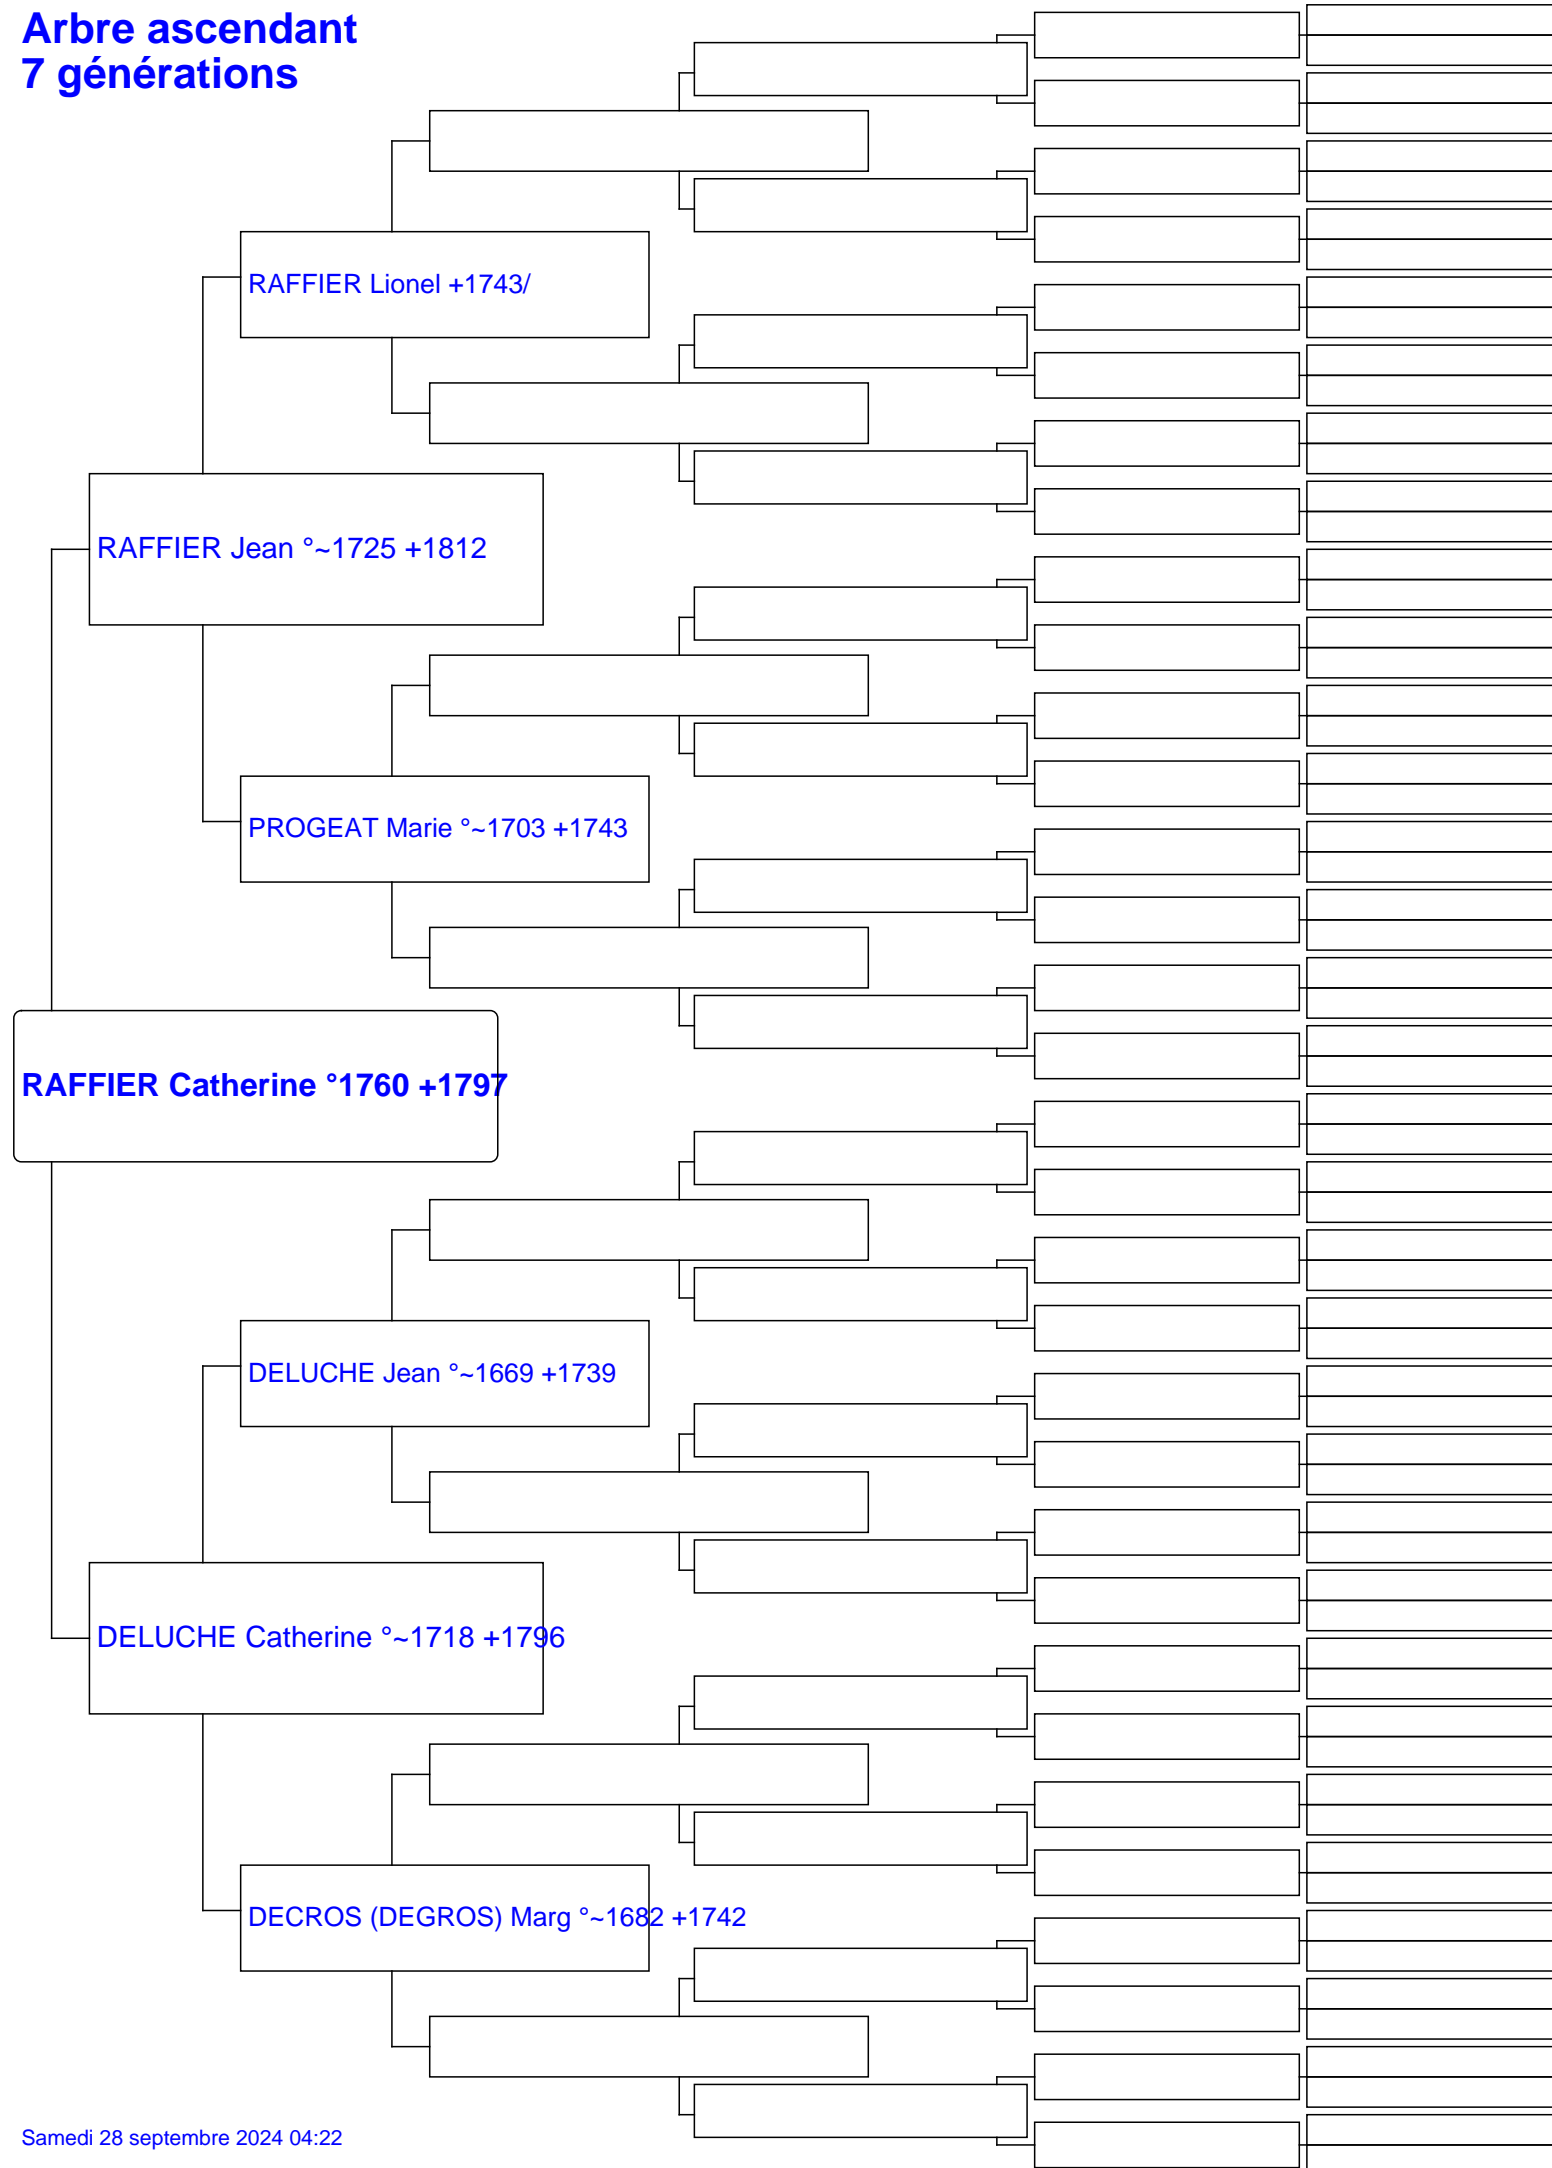 Arbre ascendant
7 générations
RAFFIER Lionel +1743/
RAFFIER Jean °~1725 +1812
PROGEAT Marie °~1703 +1743
RAFFIER Catherine °1760 +1797
DELUCHE Jean °~1669 +1739
DELUCHE Catherine °~1718 +1796
DECROS (DEGROS) Marg °~1682 +1742
Samedi 28 septembre 2024 04:22